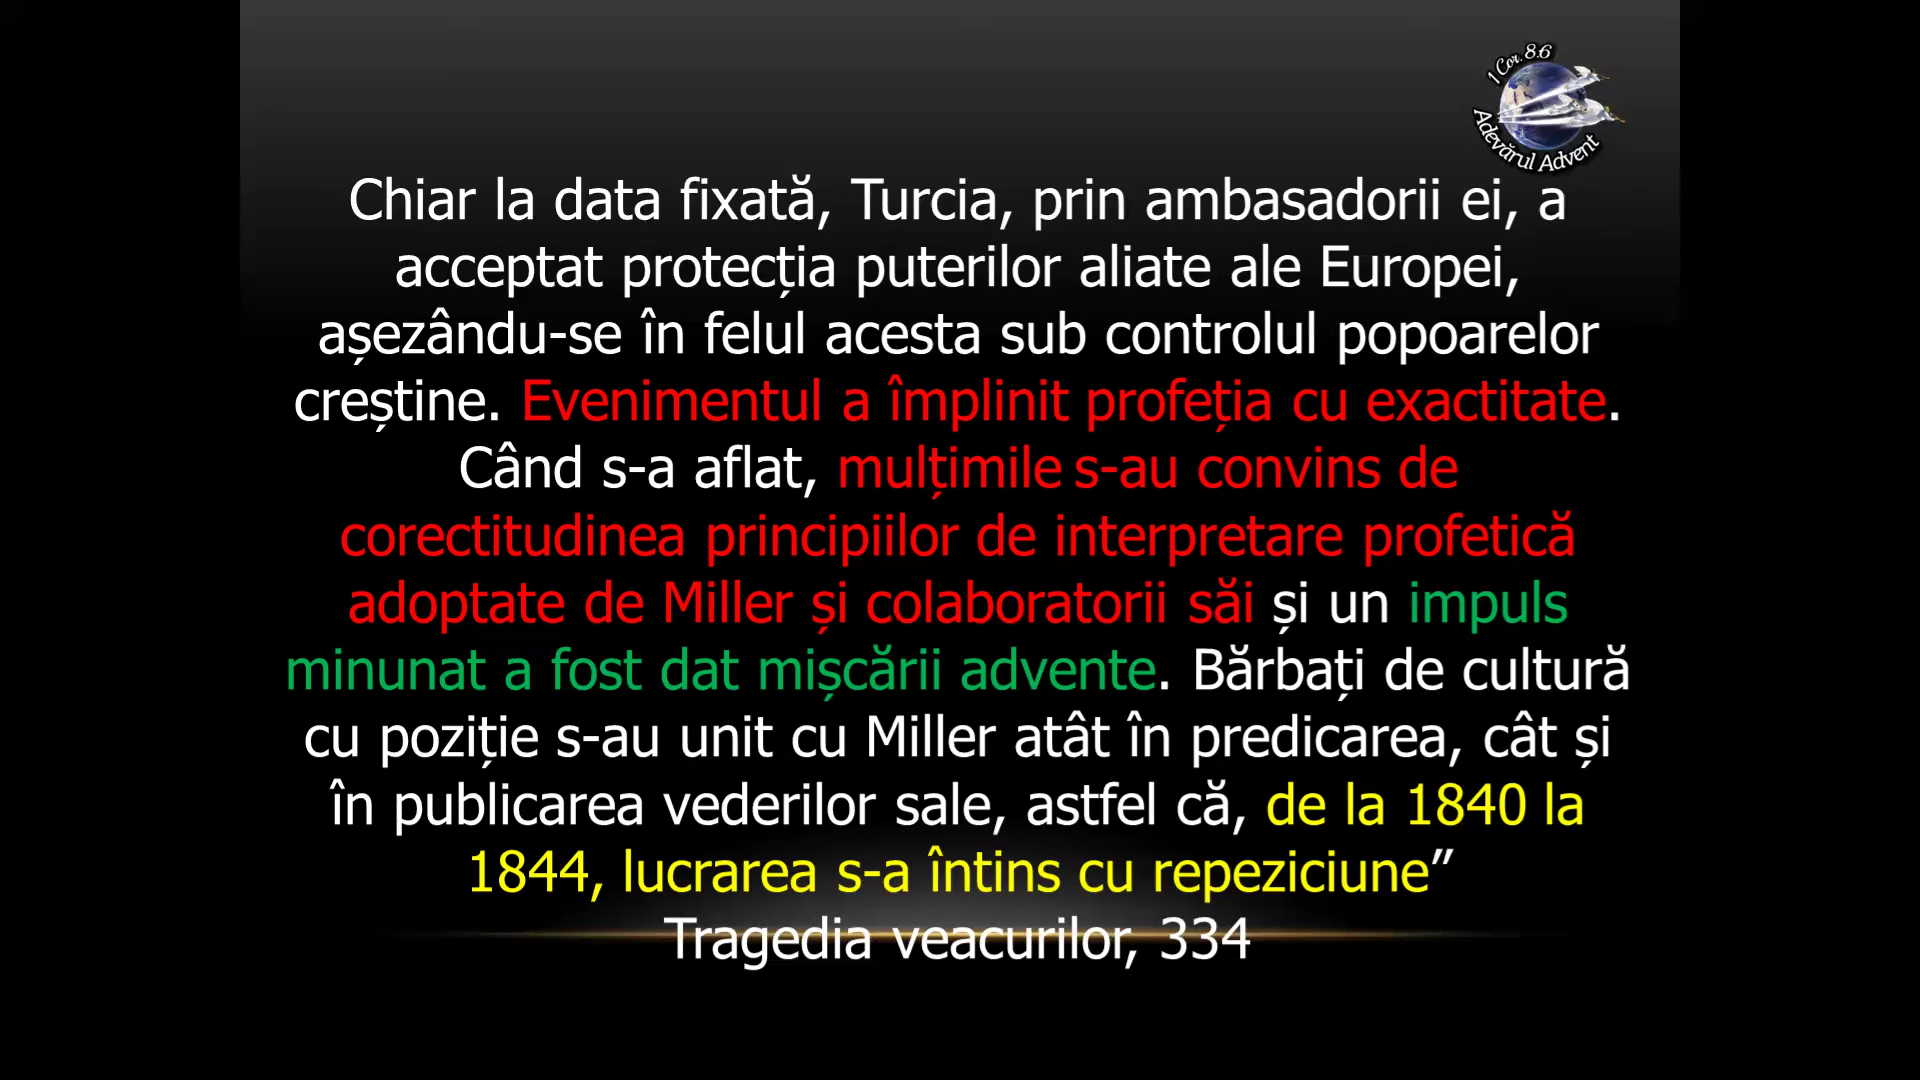 1 Cor. 8:6
Adevărul Advent
Chiar la data fixată, Turcia, prin ambasadorii ei, a
acceptat protecția puterilor aliate ale Europei,
așezându-se în felul acesta sub controlul popoarelor
creștine. Evenimentul a împlinit profeția cu exactitate.
Când s-a aflat, mulțimile s-au convins de
corectitudinea principiilor de interpretare profetică
adoptate de Miller și colaboratorii săi și un impuls
minunat a fost dat mișcării advente. Bărbați de cultură
cu poziție s-au unit cu Miller atât în predicarea, cât și
în publicarea vederilor sale, astfel că, de la 1840 la
1844, lucrarea s-a întins cu repeziciune”
Tragedia veacurilor, 334